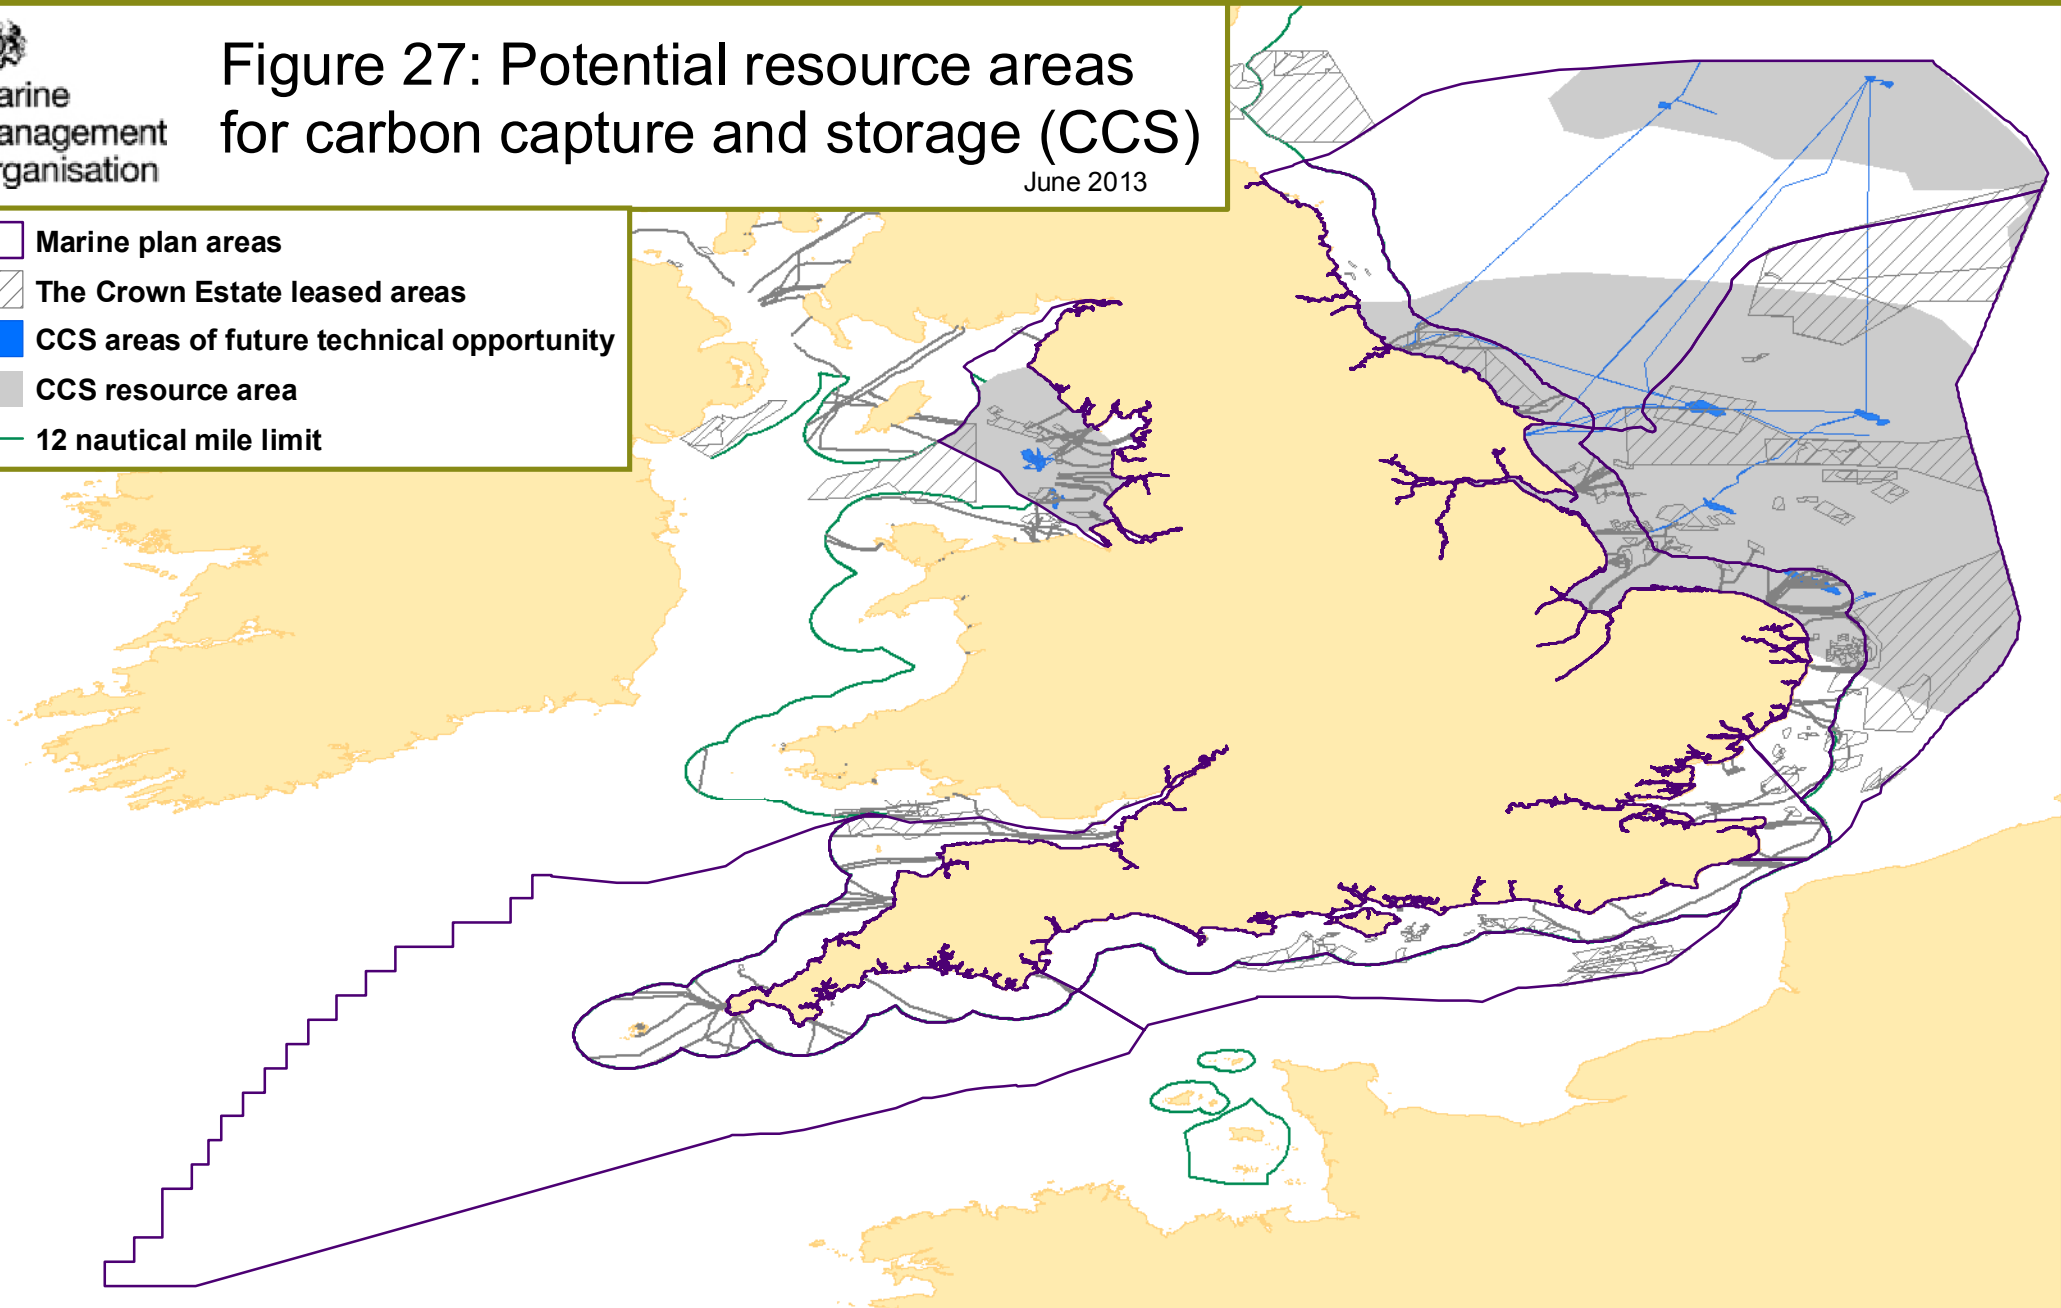 arine
anagement
rganisation
Figure 27: Potential resource areas
for carbon capture and storage (CCS)
June 2013
Marine plan areas
The Crown Estate leased areas
CCS areas of future technical opportunity
CCS resource area
12 nautical mile limit